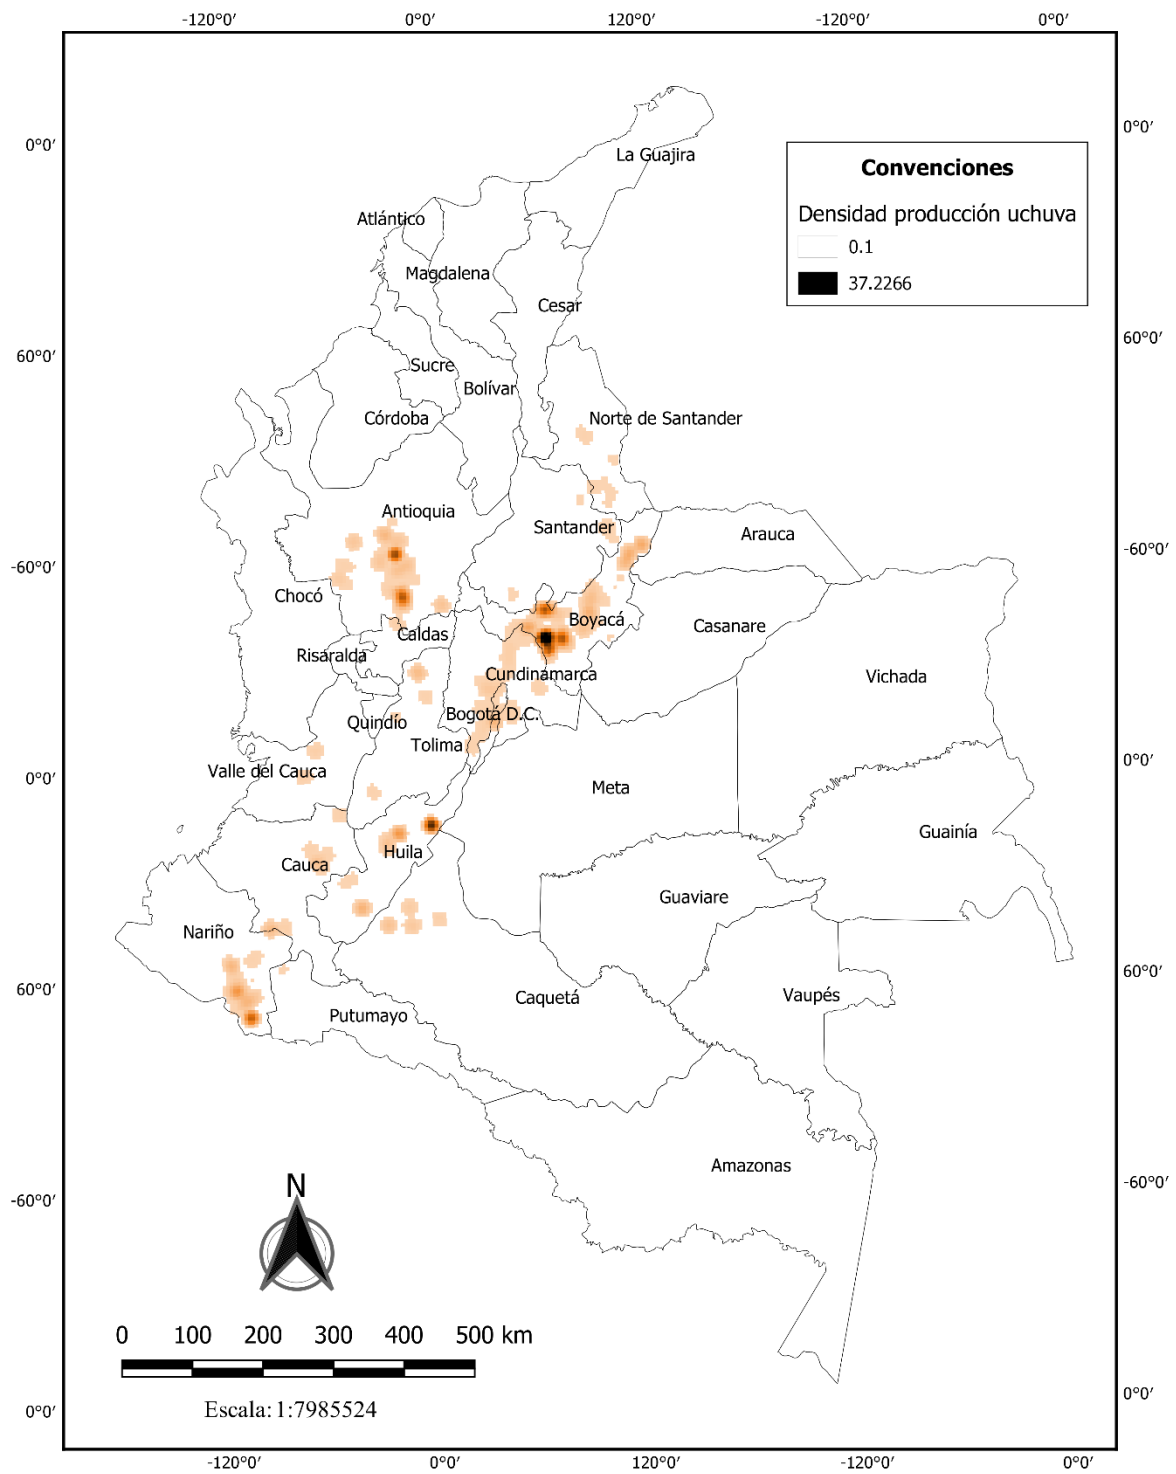 -120°0' 0°0' 120°0' -120°0' 0°0'
0°0' 0°0'
La Guajira
Convenciones
Densidad producción uchuva
0.1
37.2266
Atlántico
Magdalena
Cesar
60°0' 60°0'
Sucre
Bolívar
Córdoba
Norte de Santander
Antioquia
Santander
Arauca
-60°0' -60°0'
Chocó
Boyacá
Casanare
Caldas
Risaralda
Cundinamarca
Vichada
Quindío
Bogotá D.C.
Tolima
Valle del Cauca
0°0' 0°0'
Meta
Guainía
Huila
Cauca
Guaviare
Nariño
60°0' 60°0'
Caquetá
Vaupés
Putumayo
Amazonas
-60°0' -60°0'
N
0 100 200 300 400 500 km
Escala: 1:7985524
0°0' 0°0'
-120°0' 0°0' 120°0' -120°0' 0°0'